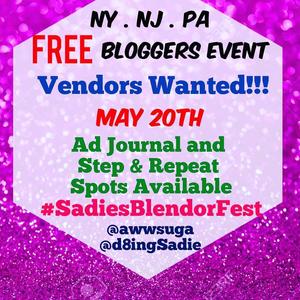 NY . NJ . PA
FREE BLOGGERS EVENT
Vendors Wanted!!!
MAY 20TH
Ad Journal and
Step & Repeat
Spots Available
#SadiesBlendorFest
@awwsuga
@d8ingSadie